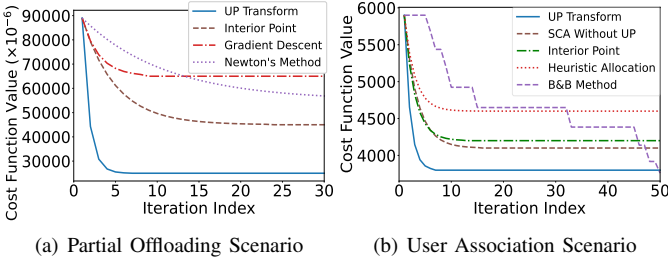 Cost Function Value (×10⁻⁶)
90000
80000
70000
60000
50000
40000
30000
0 5 10 15 20 25 30
Iteration Index
UP Transform
Interior Point
Gradient Descent
Newton's Method
(a) Partial Offloading Scenario
Cost Function Value
6000
5500
5000
4500
4000
0 10 20 30 40 50
Iteration Index
UP Transform
SCA Without UP
Interior Point
Heuristic Allocation
B&B Method
(b) User Association Scenario